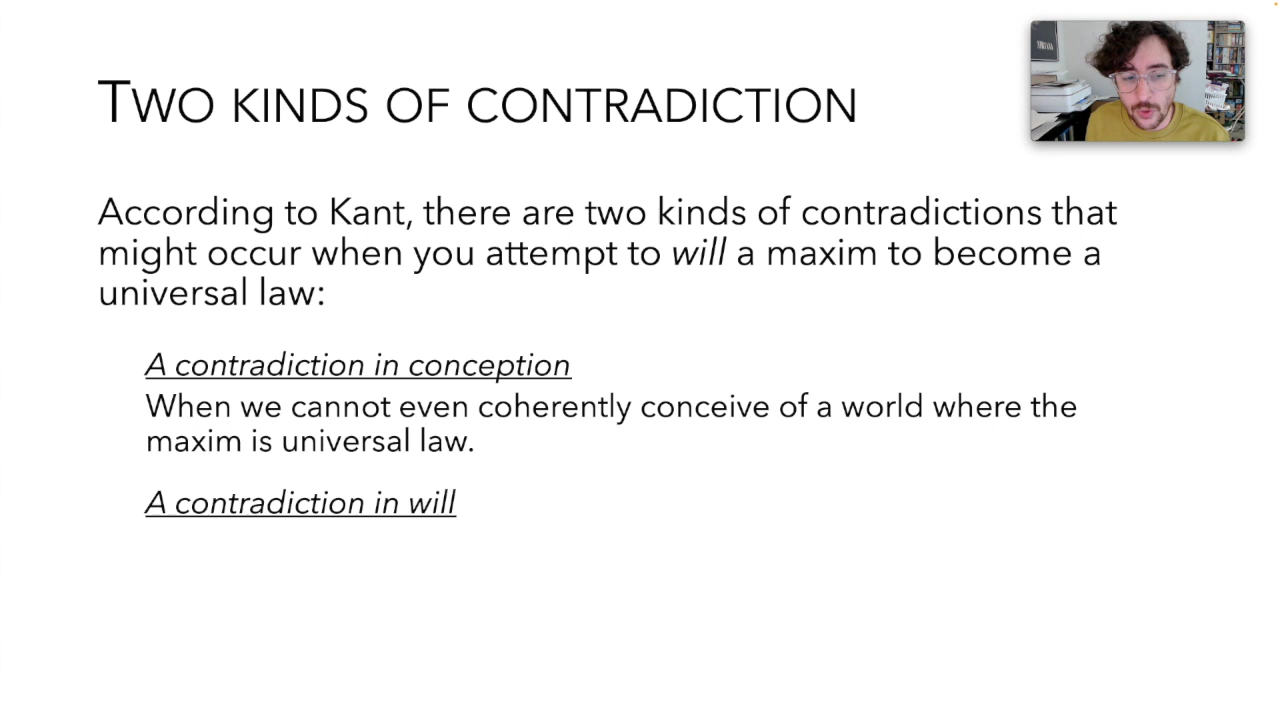 TWO KINDS OF CONTRADICTION
According to Kant, there are two kinds of contradictions that
might occur when you attempt to will a maxim to become a
universal law:
A contradiction in conception
When we cannot even coherently conceive of a world where the
maxim is universal law.
A contradiction in will
NIRVANA